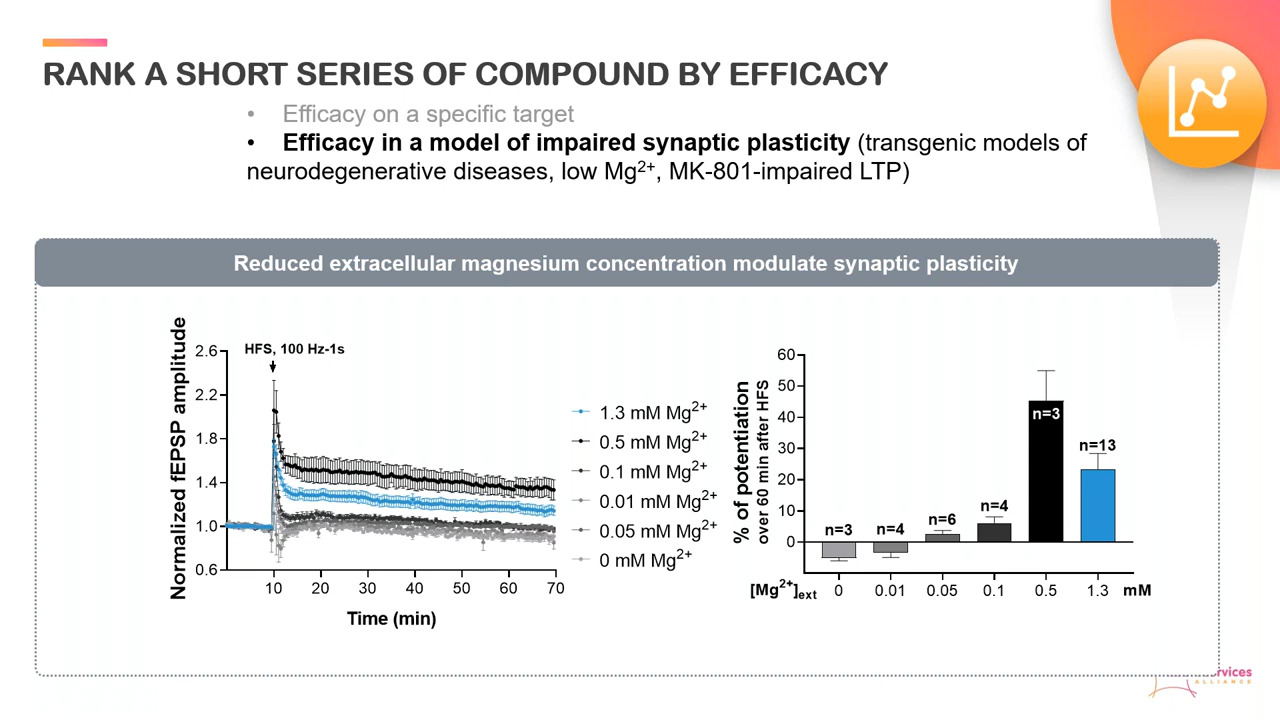 RANK A SHORT SERIES OF COMPOUND BY EFFICACY
• Efficacy on a specific target
• Efficacy in a model of impaired synaptic plasticity (transgenic models of
neurodegenerative diseases, low Mg²⁺, MK-801-impaired LTP)
Reduced extracellular magnesium concentration modulate synaptic plasticity
Normalized fEPSP amplitude
2.6
2.2
1.8
1.4
1.0
0.6
HFS, 100 Hz-1s
10 20 30 40 50 60 70
Time (min)
1.3 mM Mg²⁺
0.5 mM Mg²⁺
0.1 mM Mg²⁺
0.01 mM Mg²⁺
0.05 mM Mg²⁺
0 mM Mg²⁺
% of potentiation
over 60 min after HFS
60
50
40
30
20
10
0
n=3
n=4
n=6
n=4
n=3
n=13
[Mg²⁺]ext 0 0.01 0.05 0.1 0.5 1.3 mM
ALLIANCE